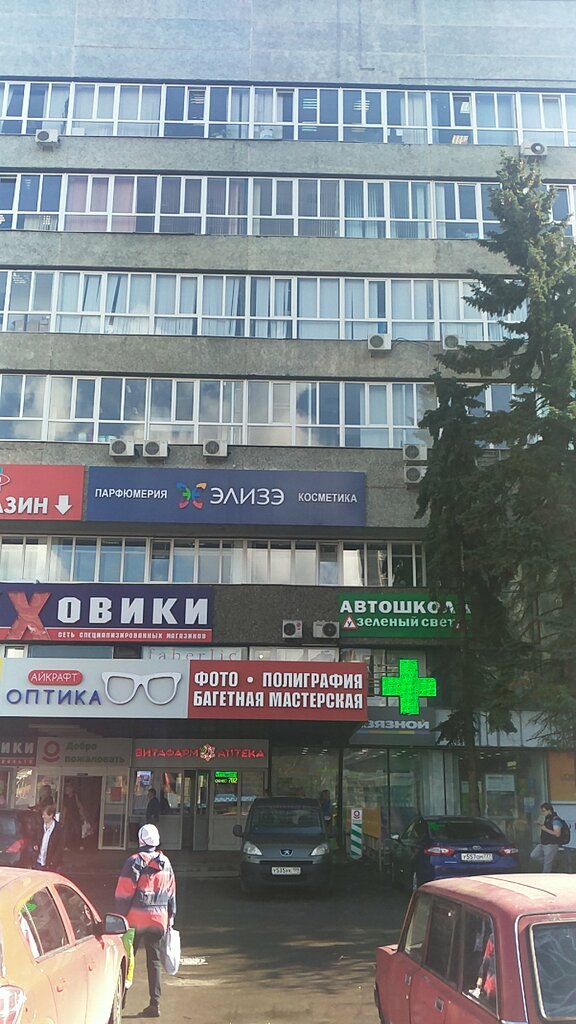 АЗИН
ПАРФЮМЕРИЯ ЭЛИЗЭ КОСМЕТИКА
ХОВИКИ
СЕТЬ СПЕЦИАЛИЗИРОВАННЫХ МАГАЗИНОВ
АВТОШКОЛА
ЗЕЛЕНЫЙ СВЕТ
faberlic
АЙКРАФТ
ОПТИКА
ФОТО • ПОЛИГРАФИЯ
БАГЕТНАЯ МАСТЕРСКАЯ
СВЯЗНОЙ
ВИКИ
Добро
пожаловать
ВИТАФАРМ АПТЕКА